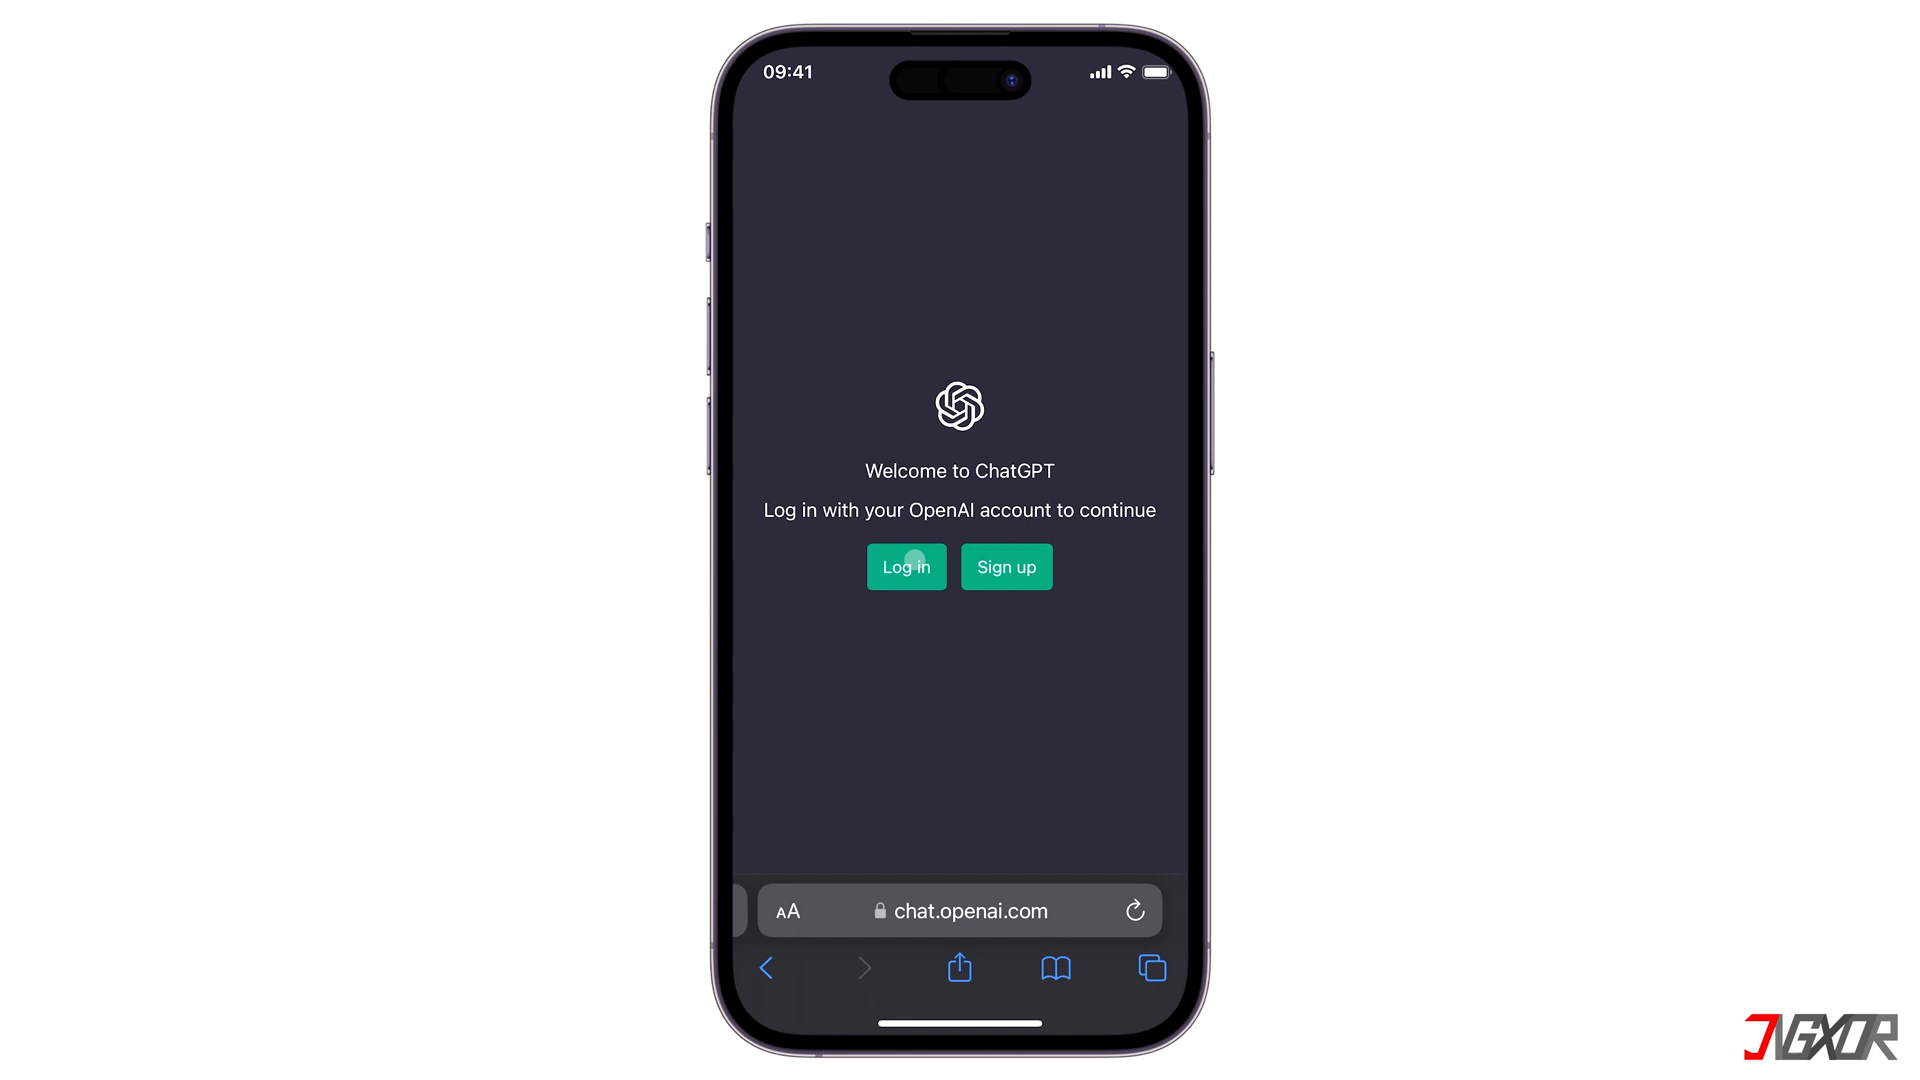 09:41
Welcome to ChatGPT
Log in with your OpenAI account to continue
Log in
Sign up
AA
chat.openai.com
JVGXOR